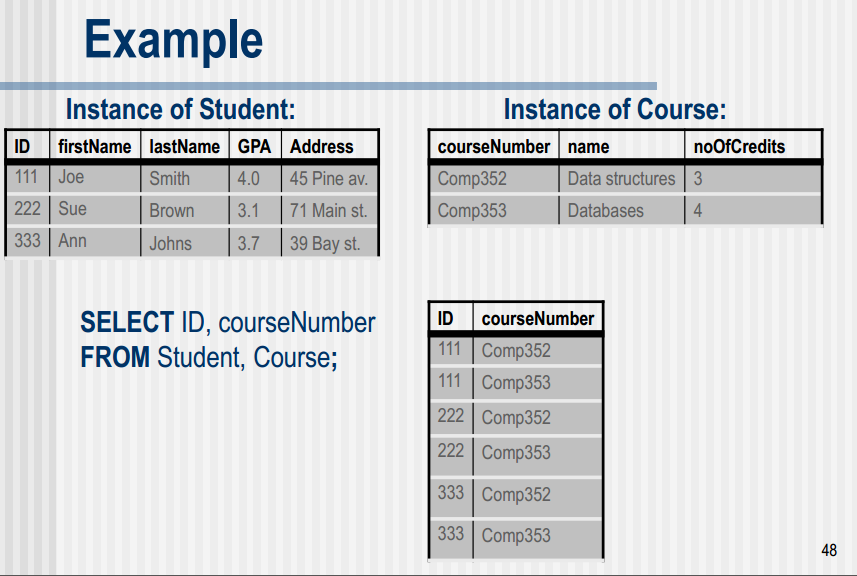 Example
Instance of Student:
ID firstName lastName GPA Address
111 Joe Smith 4.0 45 Pine av.
222 Sue Brown 3.1 71 Main st.
333 Ann Johns 3.7 39 Bay st.
Instance of Course:
courseNumber name noOfCredits
Comp352 Data structures 3
Comp353 Databases 4
SELECT ID, courseNumber
FROM Student, Course;
ID courseNumber
111 Comp352
111 Comp353
222 Comp352
222 Comp353
333 Comp352
333 Comp353
48